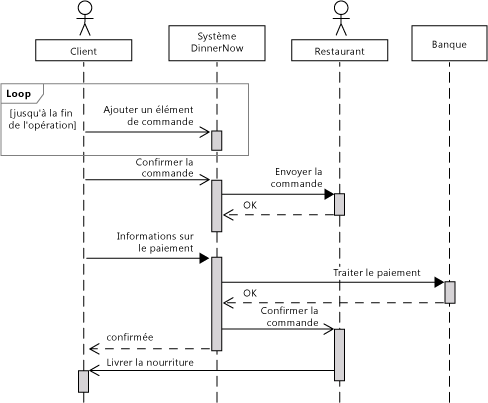 Client
Système
DinnerNow
Restaurant
Banque
Loop
[jusqu'à la fin
de l'opération]
Ajouter un élément
de commande
Confirmer la
commande
Envoyer la
commande
OK
Informations sur
le paiement
Traiter le paiement
OK
Confirmer la
commande
confirmée
Livrer la nourriture